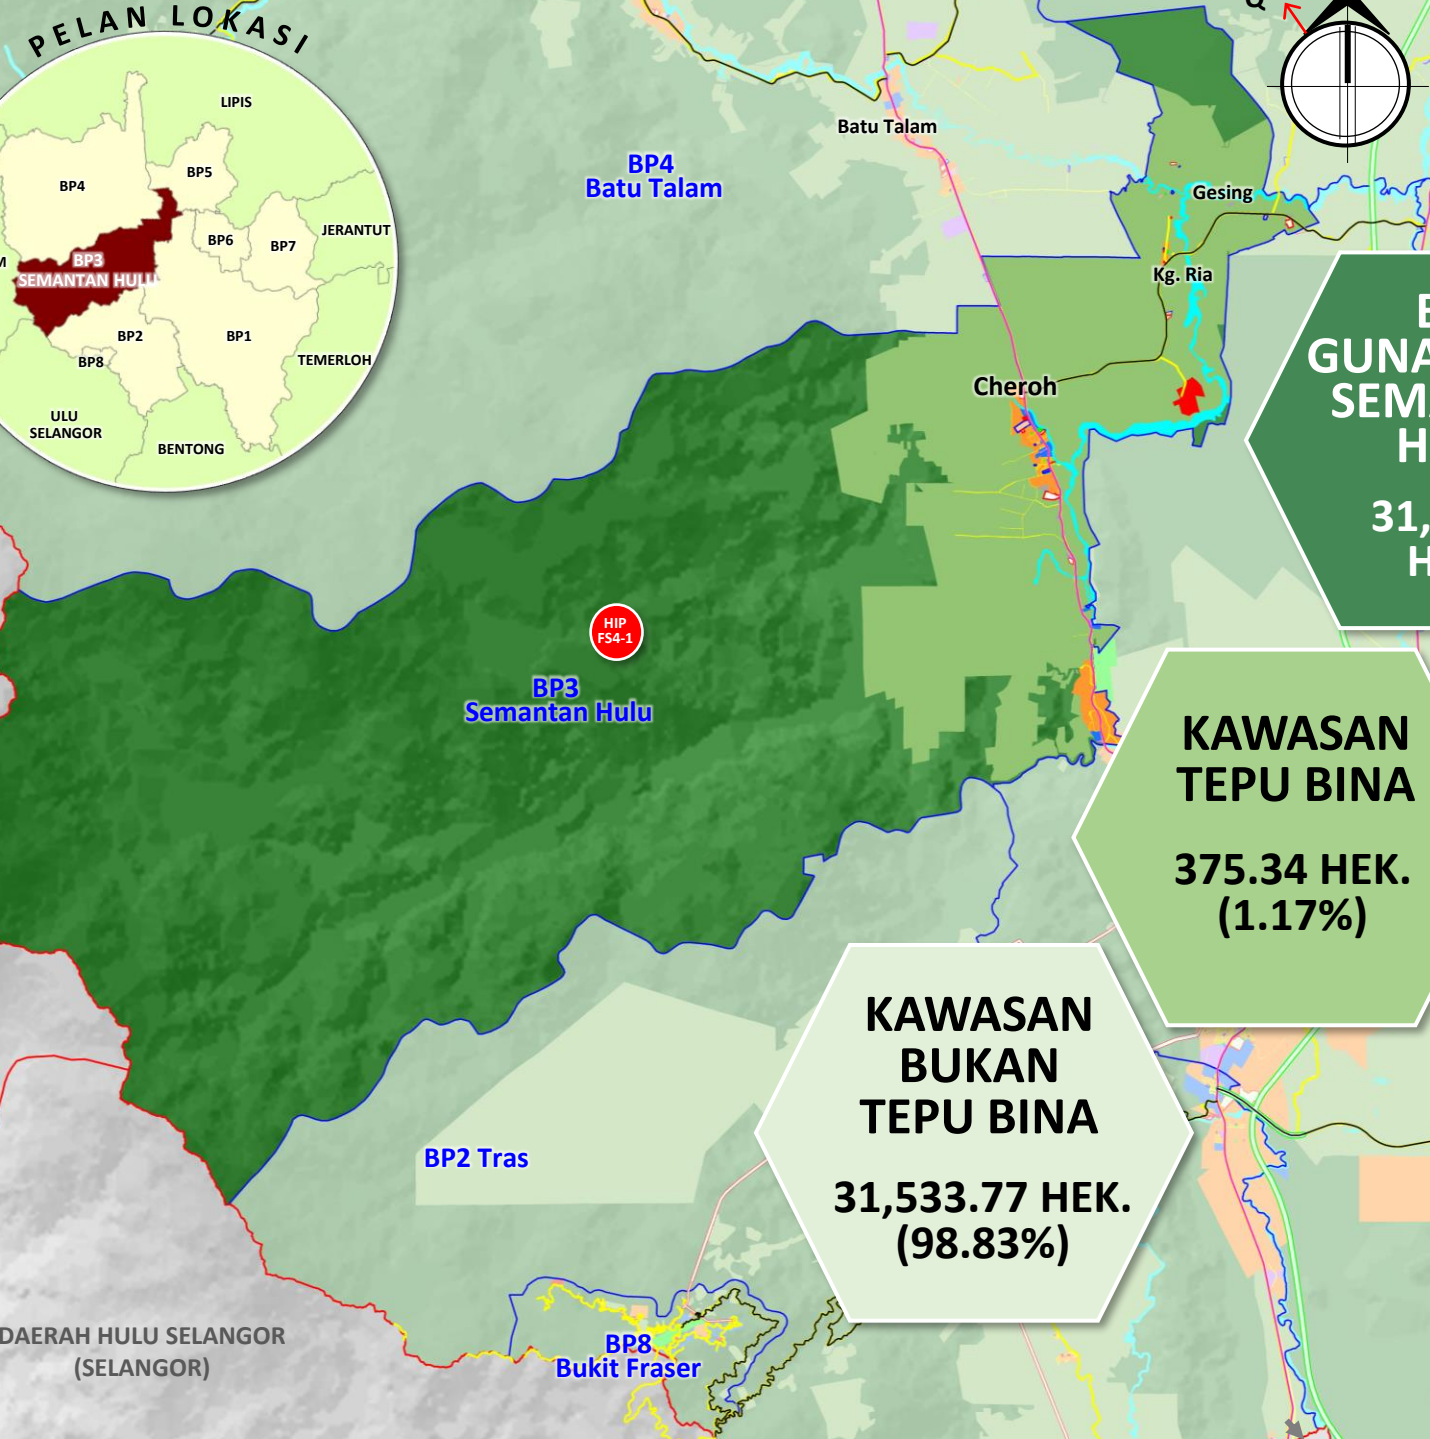 PELAN LOKASI
LIPIS
BP4
BP5
BP6
BP7
JERANTUT
BP3
SEMANTAN HULU
BP2
BP1
BP8
TEMERLOH
ULU
SELANGOR
BENTONG
Batu Talam
BP4
Batu Talam
Gesing
Kg. Ria
Cheroh
HIP
FS4-1
BP3
Semantan Hulu
KAWASAN
TEPU BINA
375.34 HEK.
(1.17%)
KAWASAN
BUKAN
TEPU BINA
31,533.77 HEK.
(98.83%)
BP2 Tras
DAERAH HULU SELANGOR
(SELANGOR)
BP8
Bukit Fraser